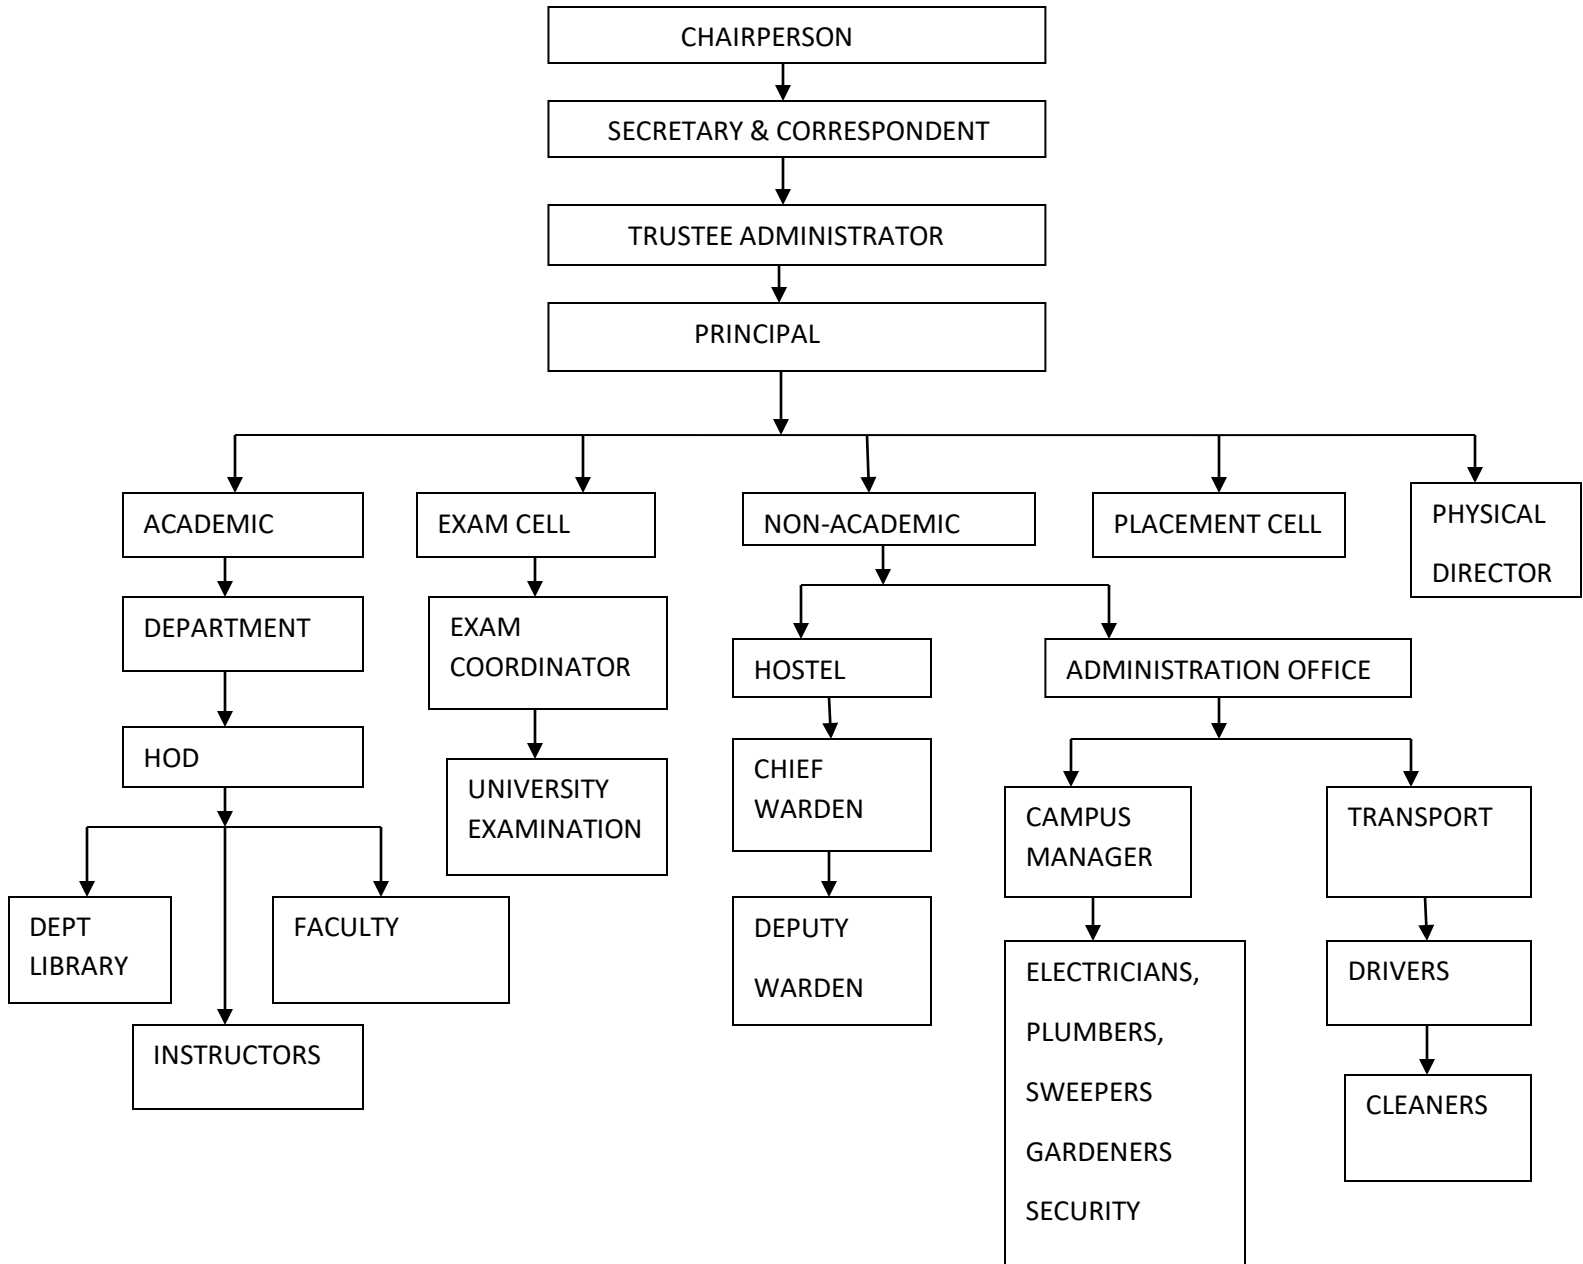 CHAIRPERSON
SECRETARY & CORRESPONDENT
TRUSTEE ADMINISTRATOR
PRINCIPAL
ACADEMIC
EXAM CELL
NON-ACADEMIC
PLACEMENT CELL
PHYSICAL
DIRECTOR
DEPARTMENT
EXAM
COORDINATOR
HOSTEL
ADMINISTRATION OFFICE
HOD
UNIVERSITY
EXAMINATION
CHIEF
WARDEN
CAMPUS
MANAGER
TRANSPORT
DEPT
LIBRARY
FACULTY
INSTRUCTORS
DEPUTY
WARDEN
ELECTRICIANS,
PLUMBERS,
SWEEPERS
GARDENERS
SECURITY
DRIVERS
CLEANERS